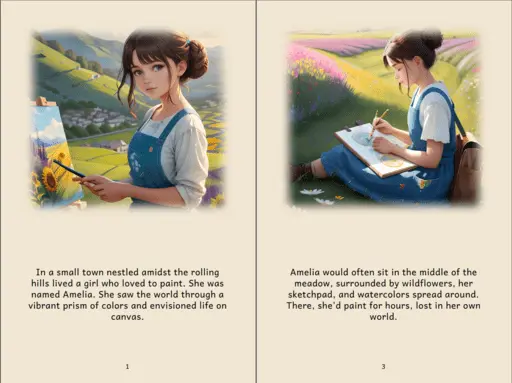 In a small town nestled amidst the rolling
hills lived a girl who loved to paint. She was
named Amelia. She saw the world through a
vibrant prism of colors and envisioned life on
canvas.
1
Amelia would often sit in the middle of the
meadow, surrounded by wildflowers, her
sketchpad, and watercolors spread around.
There, she'd paint for hours, lost in her own
world.
3